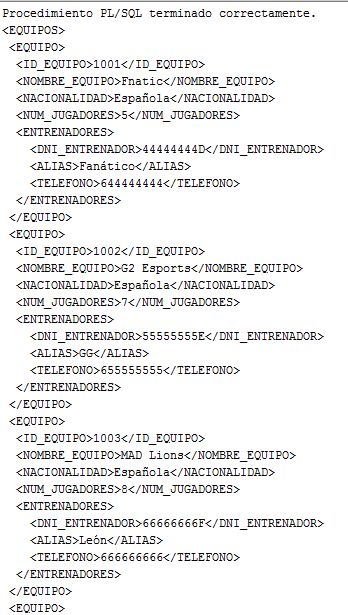 Procedimiento PL/SQL terminado correctamente.
<EQUIPOS>
<EQUIPO>
<ID_EQUIPO>1001</ID_EQUIPO>
<NOMBRE_EQUIPO>Fnatic</NOMBRE_EQUIPO>
<NACIONALIDAD>Española</NACIONALIDAD>
<NUM_JUGADORES>5</NUM_JUGADORES>
<ENTRENADORES>
<DNI_ENTRENADOR>44444444D</DNI_ENTRENADOR>
<ALIAS>Fanático</ALIAS>
<TELEFONO>644444444</TELEFONO>
</ENTRENADORES>
</EQUIPO>
<EQUIPO>
<ID_EQUIPO>1002</ID_EQUIPO>
<NOMBRE_EQUIPO>G2 Esports</NOMBRE_EQUIPO>
<NACIONALIDAD>Española</NACIONALIDAD>
<NUM_JUGADORES>7</NUM_JUGADORES>
<ENTRENADORES>
<DNI_ENTRENADOR>55555555E</DNI_ENTRENADOR>
<ALIAS>GG</ALIAS>
<TELEFONO>655555555</TELEFONO>
</ENTRENADORES>
</EQUIPO>
<EQUIPO>
<ID_EQUIPO>1003</ID_EQUIPO>
<NOMBRE_EQUIPO>MAD Lions</NOMBRE_EQUIPO>
<NACIONALIDAD>Española</NACIONALIDAD>
<NUM_JUGADORES>8</NUM_JUGADORES>
<ENTRENADORES>
<DNI_ENTRENADOR>66666666F</DNI_ENTRENADOR>
<ALIAS>León</ALIAS>
<TELEFONO>666666666</TELEFONO>
</ENTRENADORES>
</EQUIPO>
<EQUIPO>